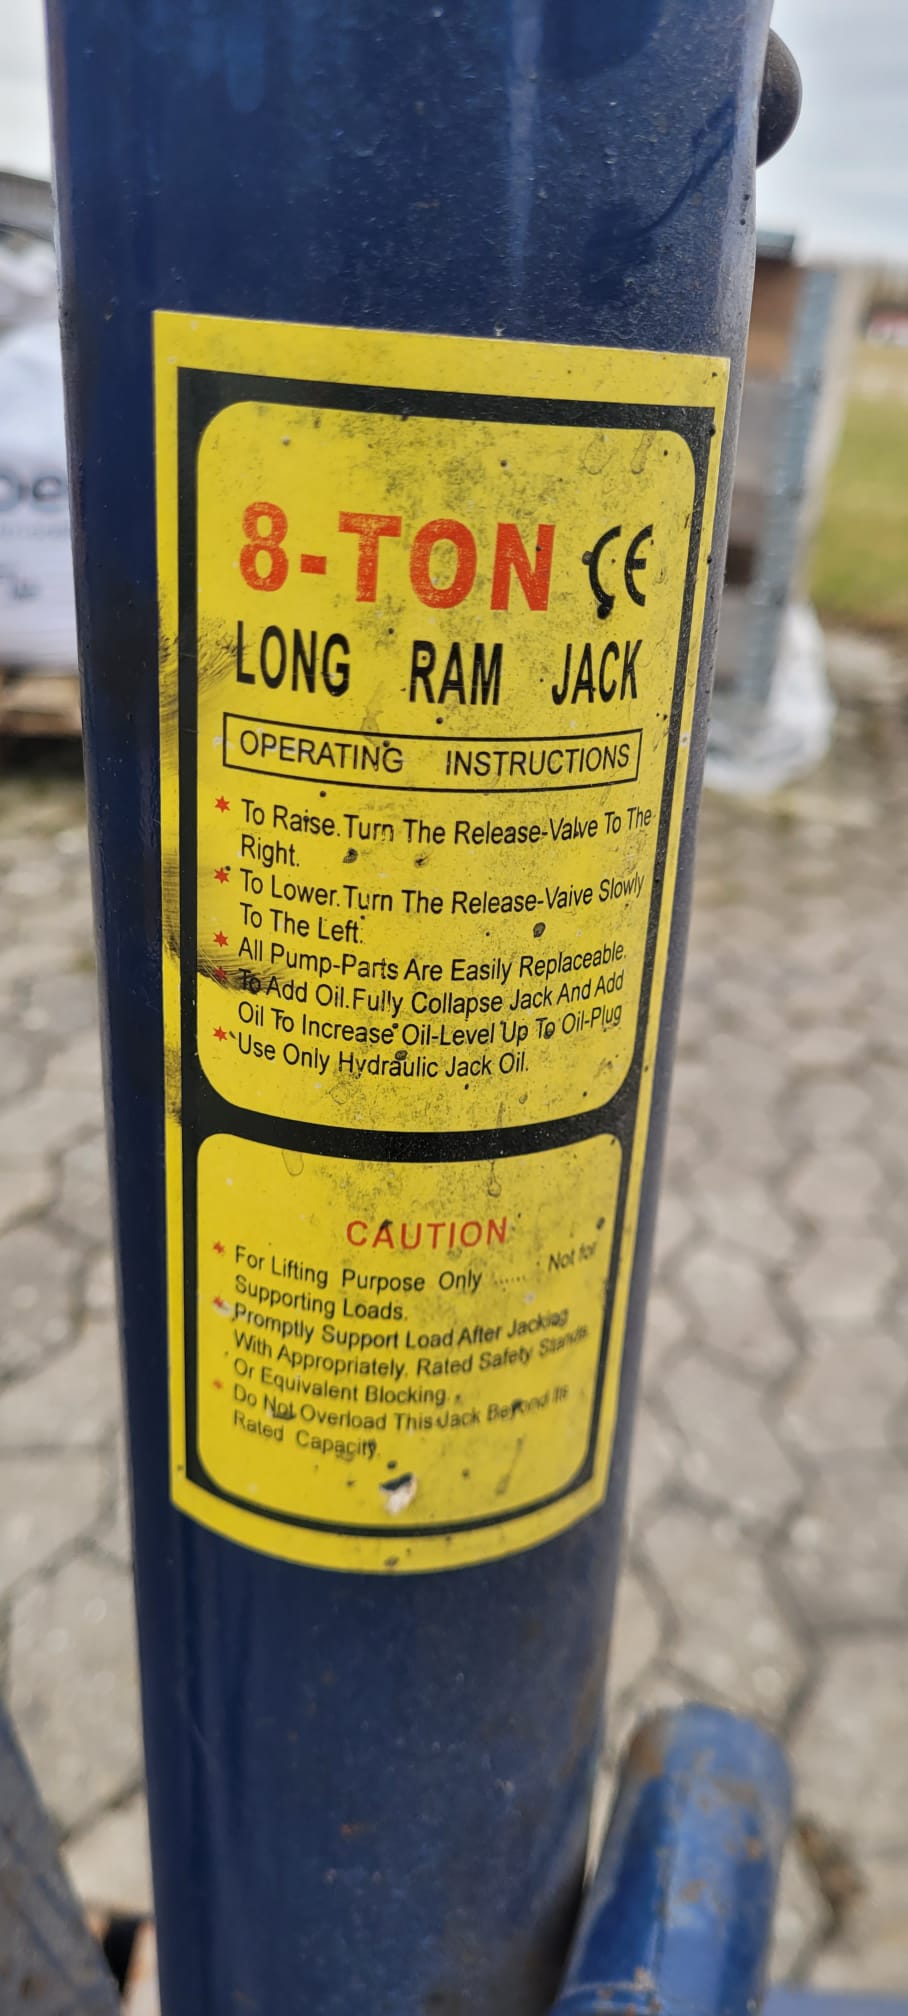 8-TON CE
LONG RAM JACK
OPERATING INSTRUCTIONS
* To Raise.Turn The Release-Valve To The
Right.
* To Lower.Turn The Release-Vaive Slowly
To The Left.
* All Pump-Parts Are Easily Replaceable.
* To Add Oil.Fully Collapse Jack And Add
Oil To Increase Oil-Level Up To Oil-Plug
* Use Only Hydraulic Jack Oil.
CAUTION
* For Lifting Purpose Only ...... Not for
Supporting Loads.
* Promptly Support Load After Jacking
With Appropriately. Rated Safety Stands
Or Equivalent Blocking.
* Do Not Overload This Jack Beyond Its
Rated Capacity.